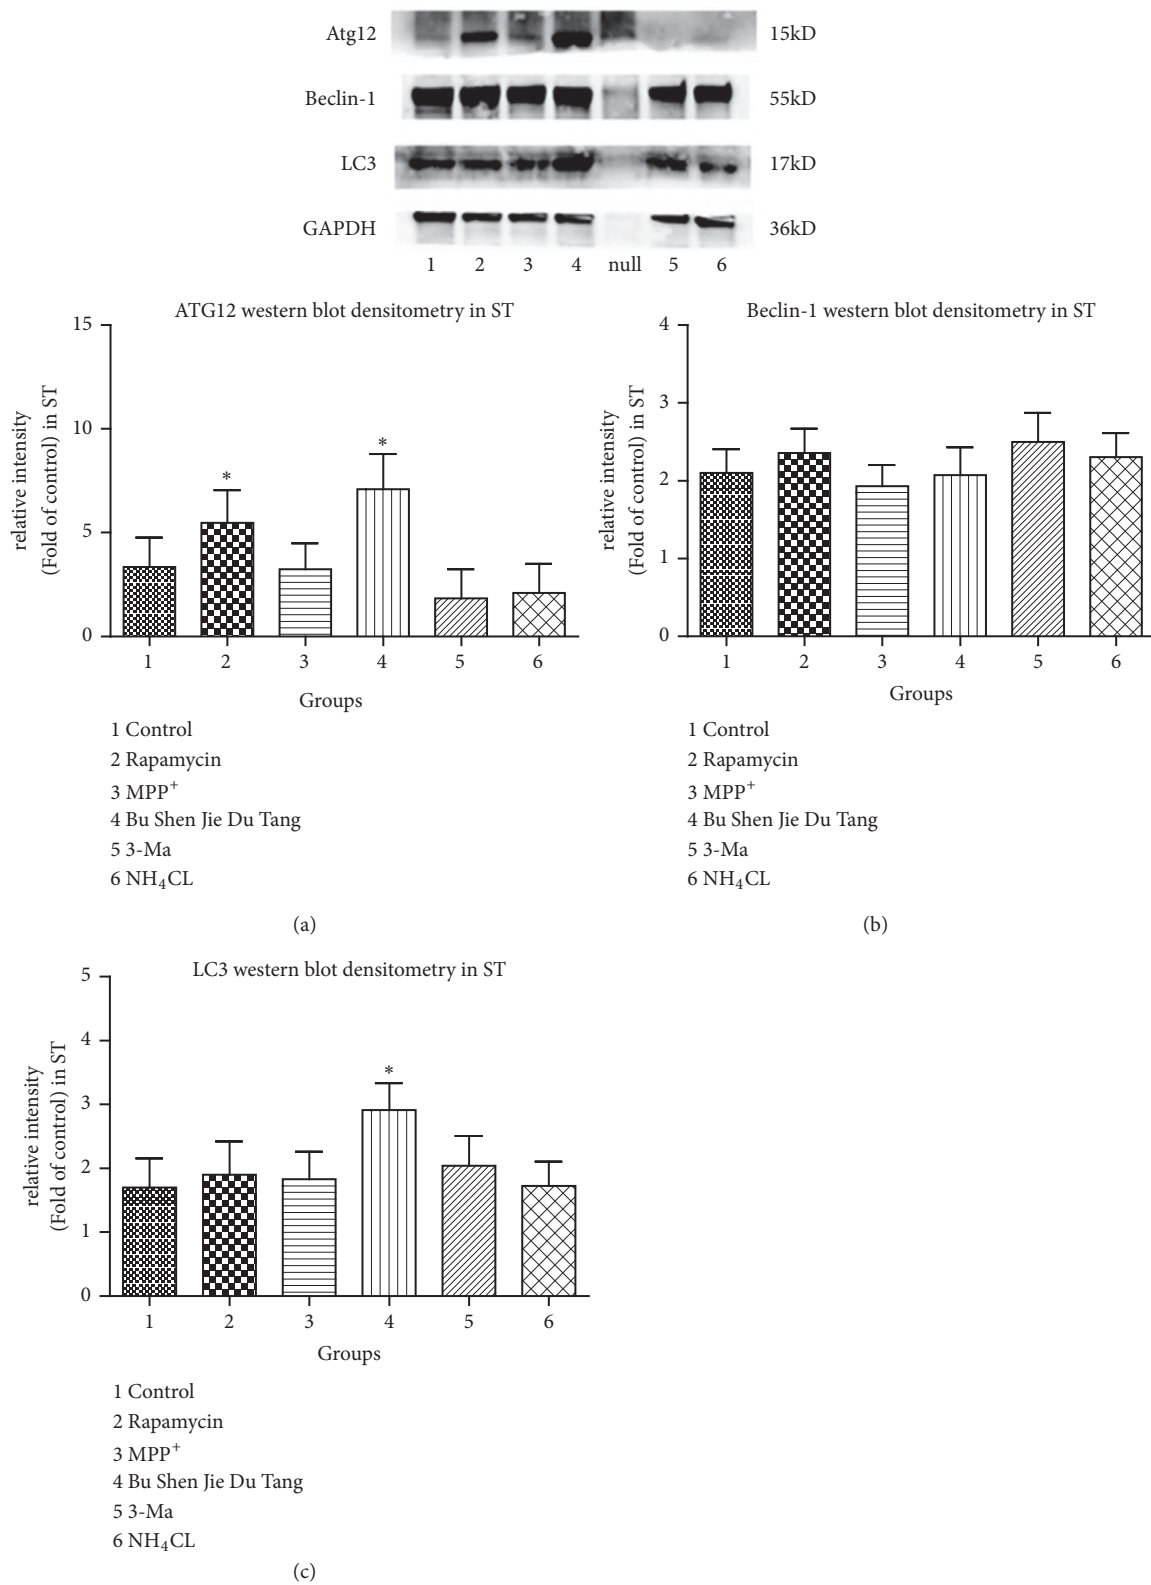 Atg12 15kD
Beclin-1 55kD
LC3 17kD
GAPDH 36kD
1 2 3 4 null 5 6
ATG12 western blot densitometry in ST
relative intensity
(Fold of control) in ST
15
10
5
0
* *
1 2 3 4 5 6
Groups
1 Control
2 Rapamycin
3 MPP⁺
4 Bu Shen Jie Du Tang
5 3-Ma
6 NH₄CL
(a)
Beclin-1 western blot densitometry in ST
relative intensity
(Fold of control) in ST
4
3
2
1
0
1 2 3 4 5 6
Groups
1 Control
2 Rapamycin
3 MPP⁺
4 Bu Shen Jie Du Tang
5 3-Ma
6 NH₄CL
(b)
LC3 western blot densitometry in ST
relative intensity
(Fold of control) in ST
5
4
3
2
1
0
*
1 2 3 4 5 6
Groups
1 Control
2 Rapamycin
3 MPP⁺
4 Bu Shen Jie Du Tang
5 3-Ma
6 NH₄CL
(c)